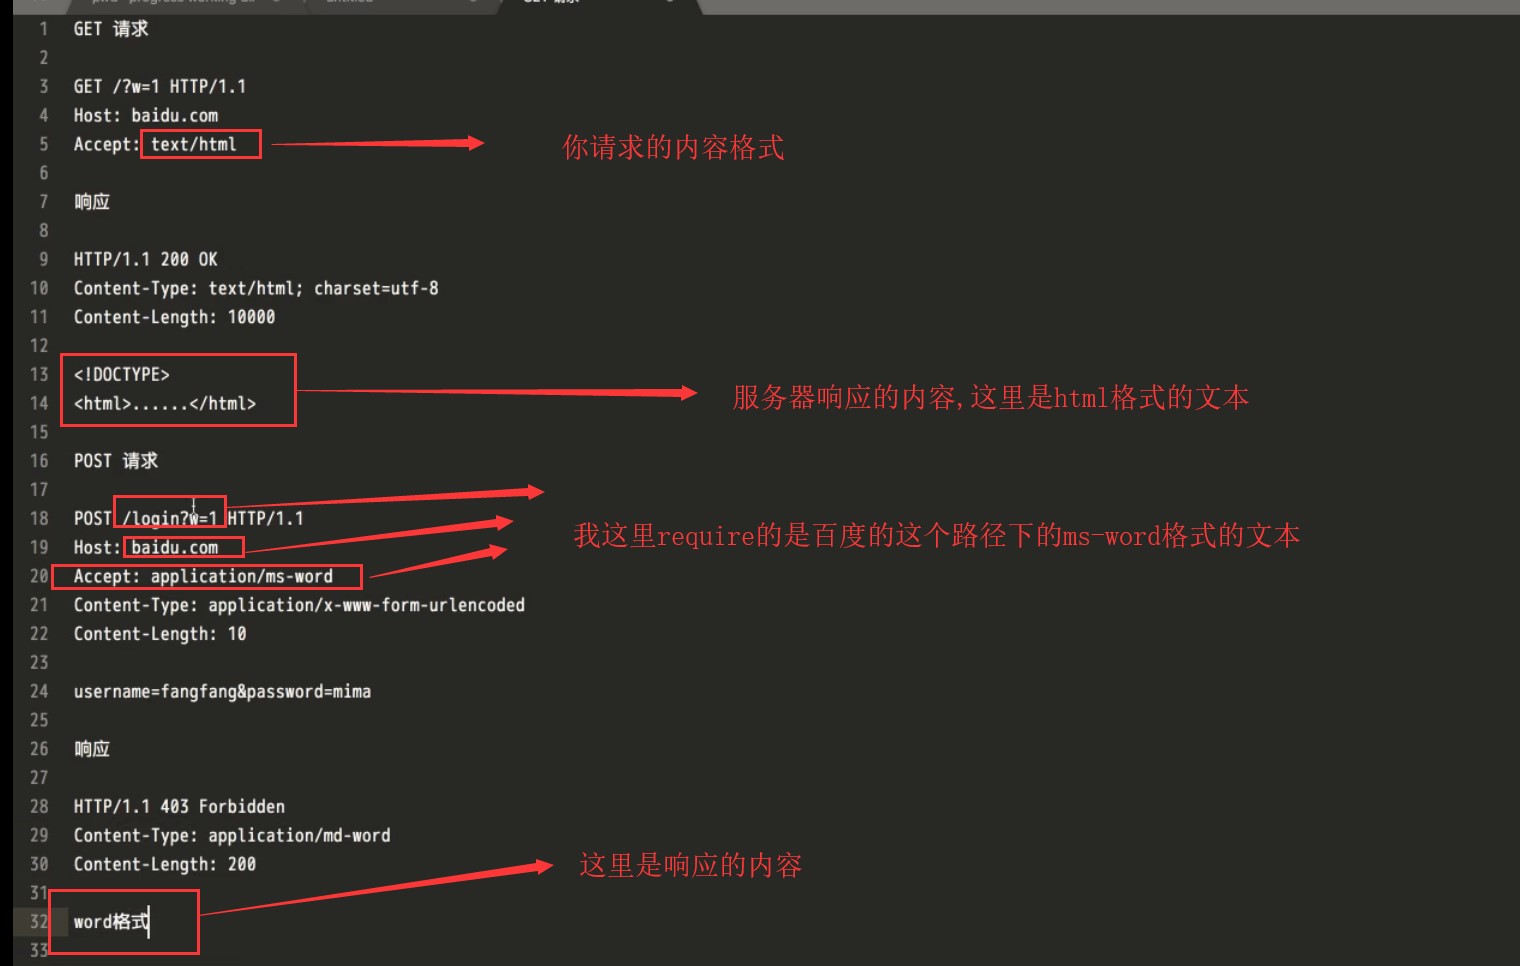 GET 请求
1 GET 请求
2
3 GET /?w=1 HTTP/1.1
4 Host: baidu.com
5 Accept: text/html
你请求的内容格式
6
7 响应
8
9 HTTP/1.1 200 OK
10 Content-Type: text/html; charset=utf-8
11 Content-Length: 10000
12
13 <!DOCTYPE>
14 <html>......</html>
服务器响应的内容,这里是html格式的文本
15
16 POST 请求
17
18 POST /login?w=1 HTTP/1.1
19 Host: baidu.com
我这里require的是百度的这个路径下的ms-word格式的文本
20 Accept: application/ms-word
21 Content-Type: application/x-www-form-urlencoded
22 Content-Length: 10
23
24 username=fangfang&password=mima
25
26 响应
27
28 HTTP/1.1 403 Forbidden
29 Content-Type: application/md-word
30 Content-Length: 200
这里是响应的内容
31
32 word格式
33